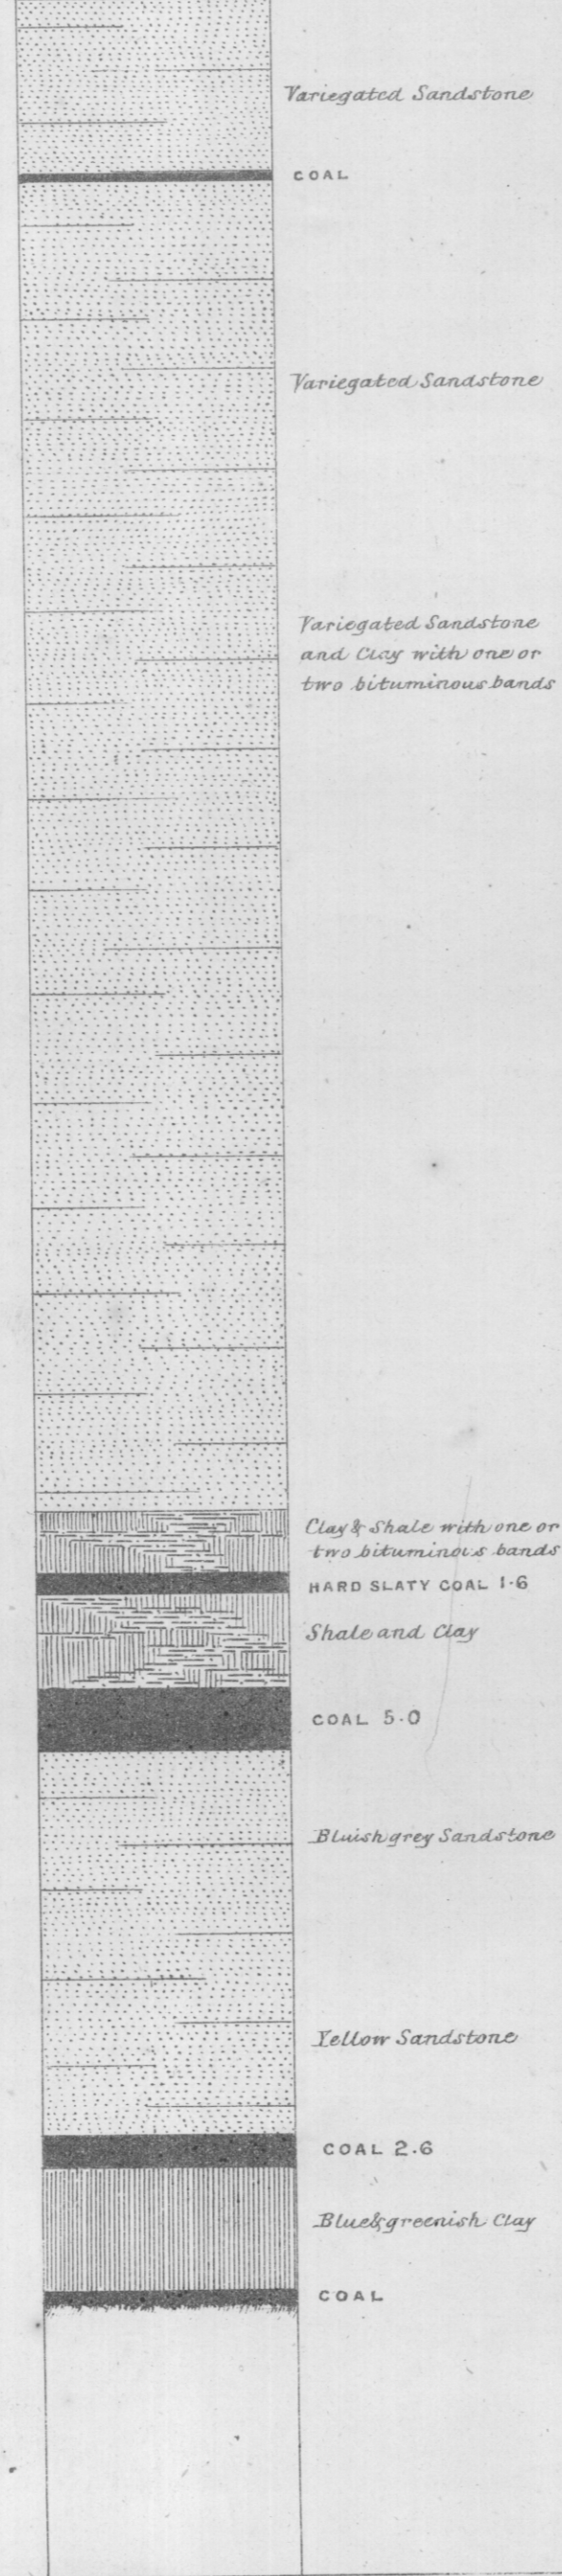 Variegated Sandstone
COAL
Variegated Sandstone
Variegated Sandstone
and Clay with one or
two bituminous bands
Clay & Shale with one or
two bituminous bands
HARD SLATY COAL 1·6
Shale and Clay
COAL 5·0
Bluish grey Sandstone
Yellow Sandstone
COAL 2·6
Blue & greenish Clay
COAL